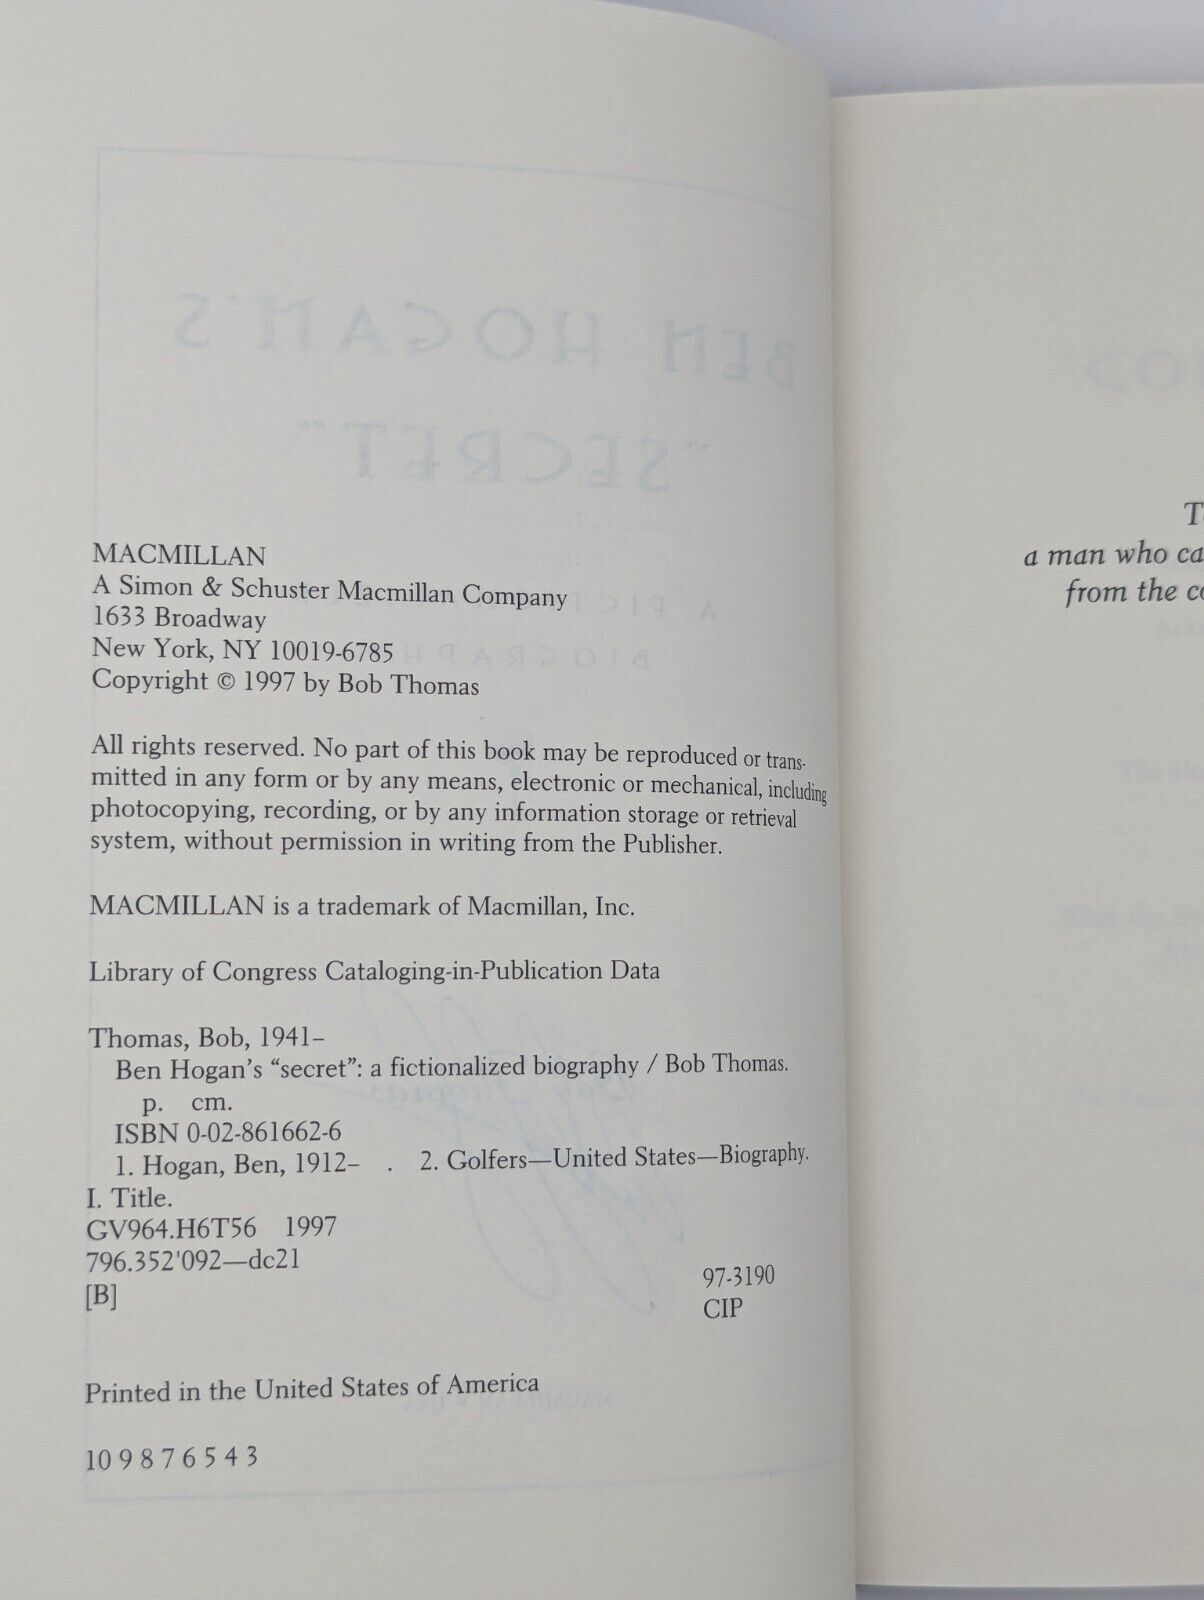 MACMILLAN
A Simon & Schuster Macmillan Company
1633 Broadway
New York, NY 10019-6785
Copyright © 1997 by Bob Thomas
All rights reserved. No part of this book may be reproduced or trans-
mitted in any form or by any means, electronic or mechanical, including
photocopying, recording, or by any information storage or retrieval
system, without permission in writing from the Publisher.
MACMILLAN is a trademark of Macmillan, Inc.
Library of Congress Cataloging-in-Publication Data
Thomas, Bob, 1941–
Ben Hogan's “secret”: a fictionalized biography / Bob Thomas.
p. cm.
ISBN 0-02-861662-6
1. Hogan, Ben, 1912– . 2. Golfers—United States—Biography.
I. Title.
GV964.H6T56 1997
796.352'092—dc21
[B]
97-3190
CIP
Printed in the United States of America
10 9 8 7 6 5 4 3
a man who
from the
BEN HOGAN'S
"SECRET"